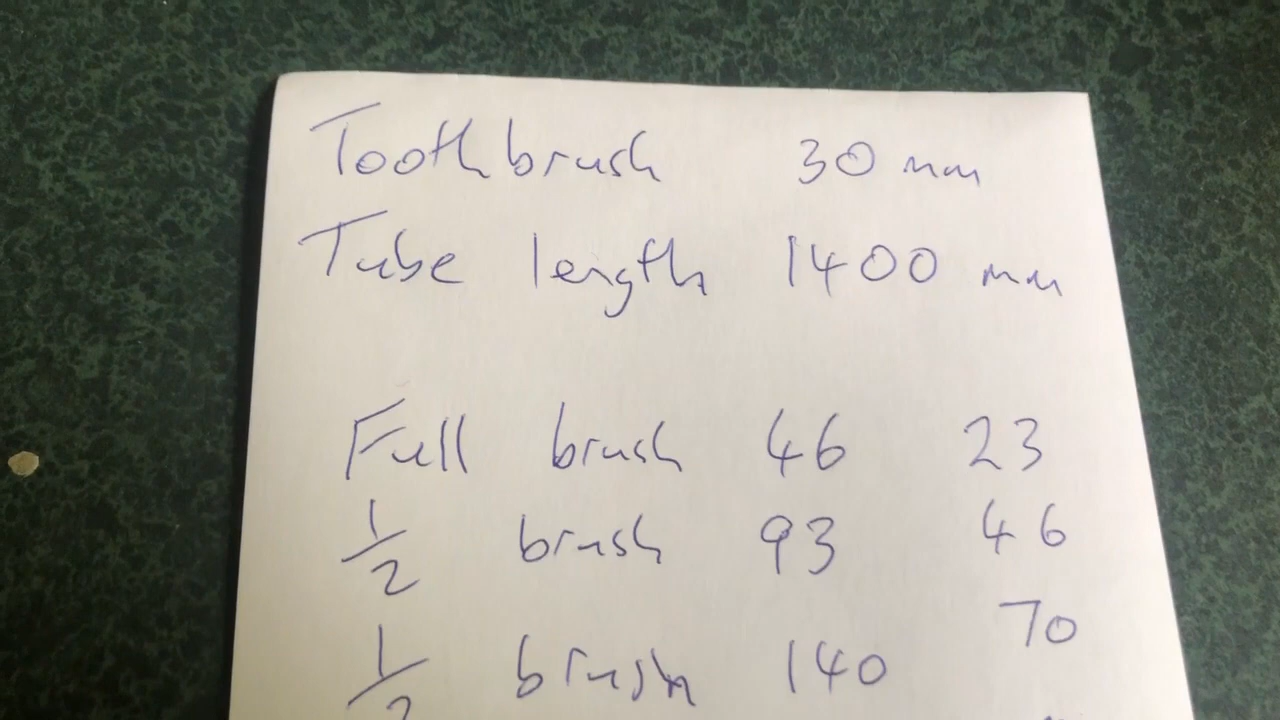 Toothbrush 30 mm
Tube length 1400 mm
Full brush 46 23
1/2 brush 93 46
70
brush 140